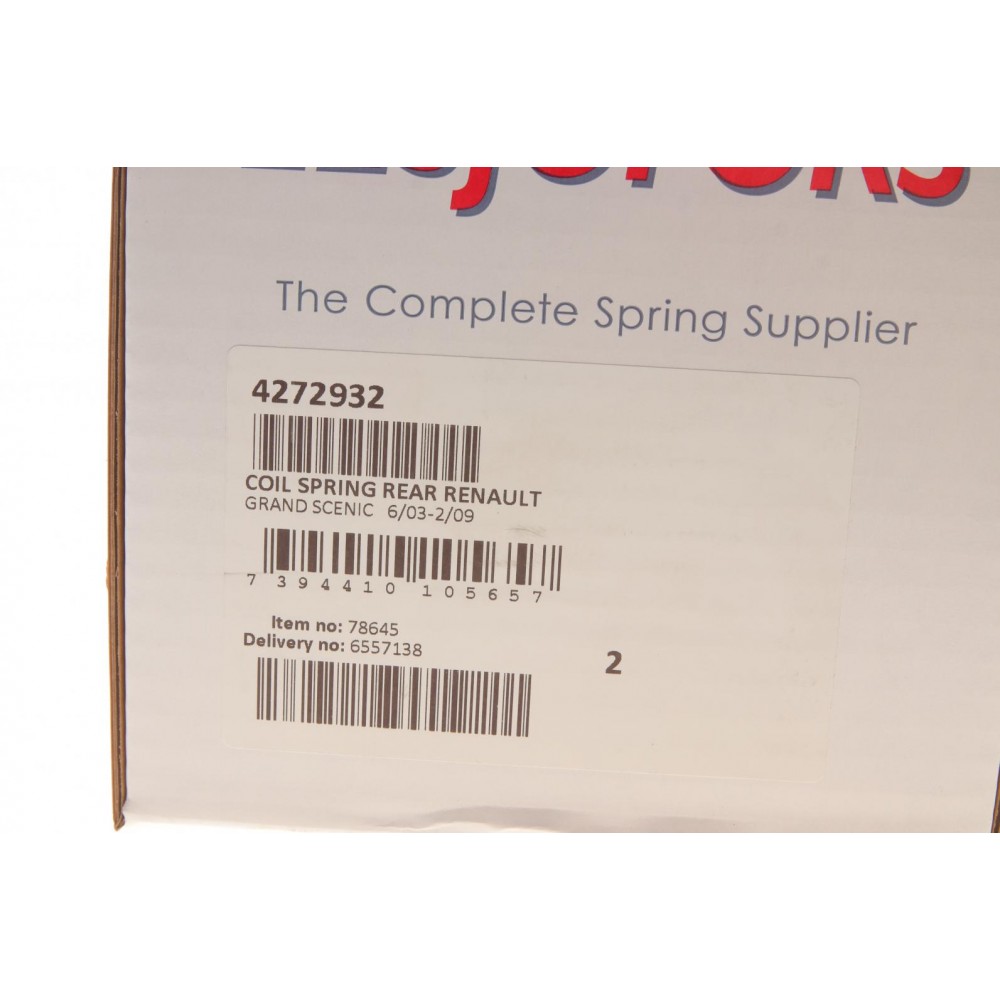 The Complete Spring Supplier
4272932
COIL SPRING REAR RENAULT
GRAND SCENIC 6/03-2/09
7 394410 105657
Item no: 78645
Delivery no: 6557138
2